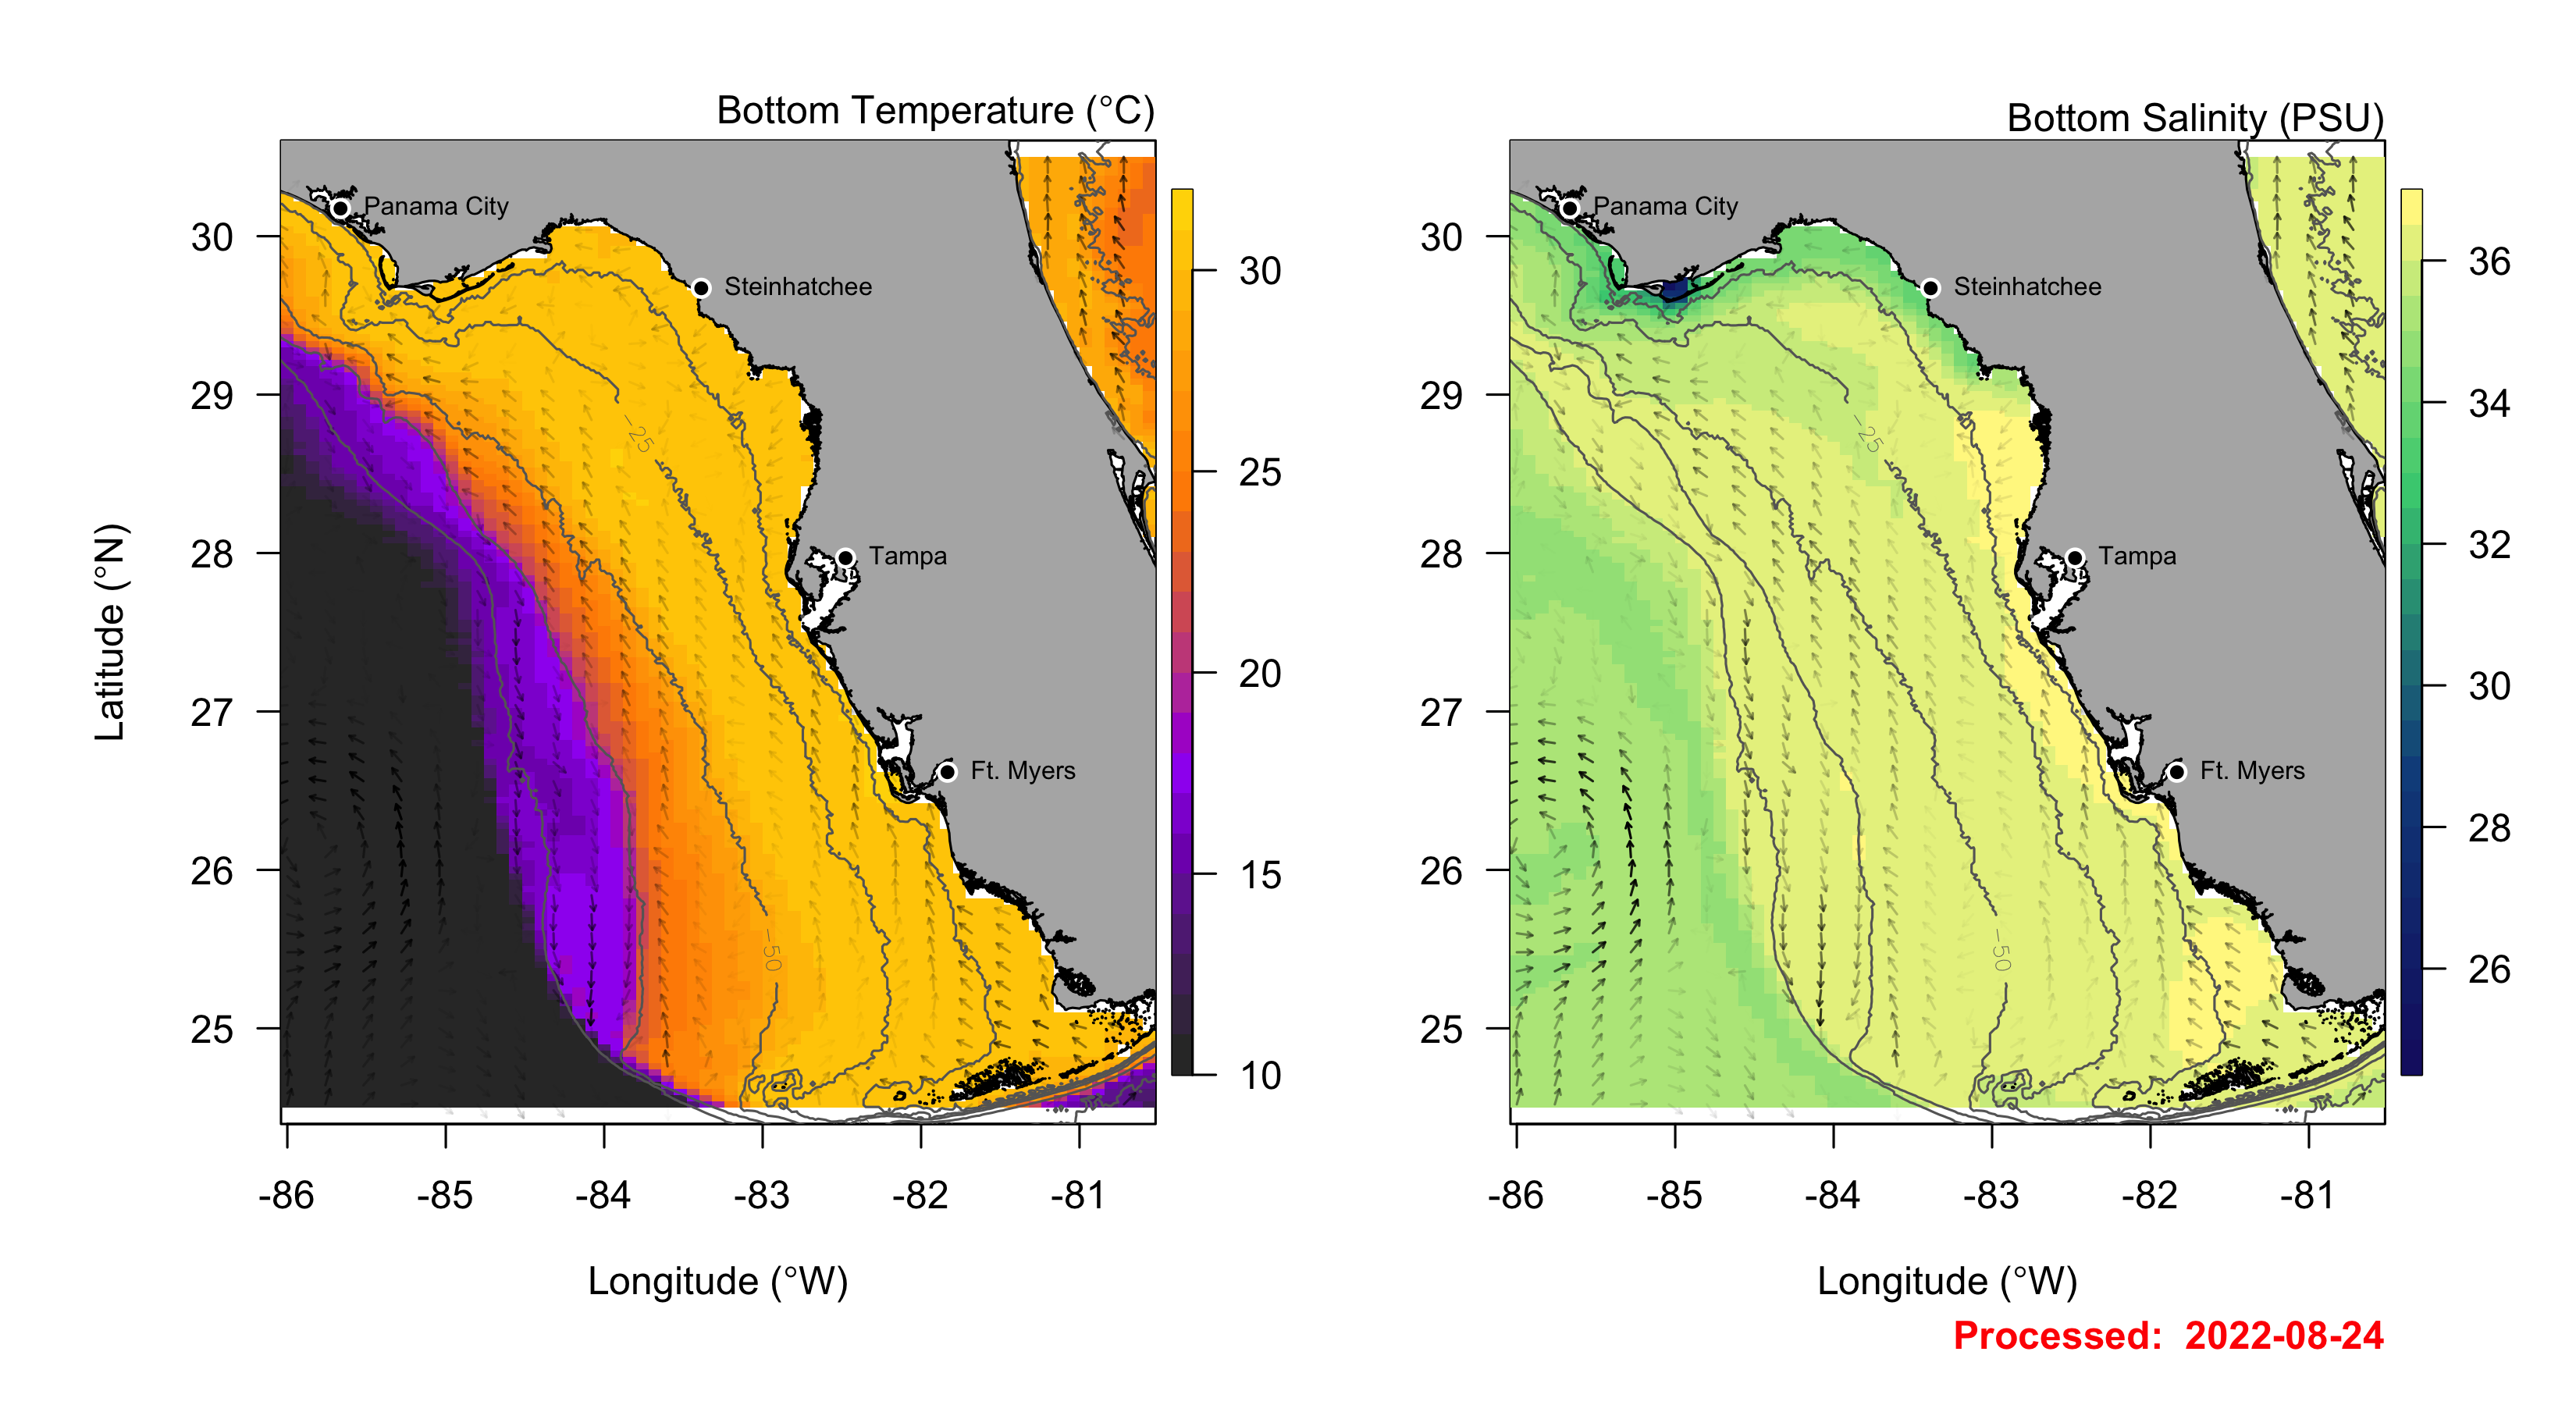 Bottom Temperature (°C)
Panama City
Steinhatchee
Tampa
Ft. Myers
-25
-50
30
29
28
27
26
25
Latitude (°N)
-86 -85 -84 -83 -82 -81
Longitude (°W)
30
25
20
15
10
Bottom Salinity (PSU)
Panama City
Steinhatchee
Tampa
Ft. Myers
-25
-50
30
29
28
27
26
25
-86 -85 -84 -83 -82 -81
Longitude (°W)
36
34
32
30
28
26
Processed: 2022-08-24